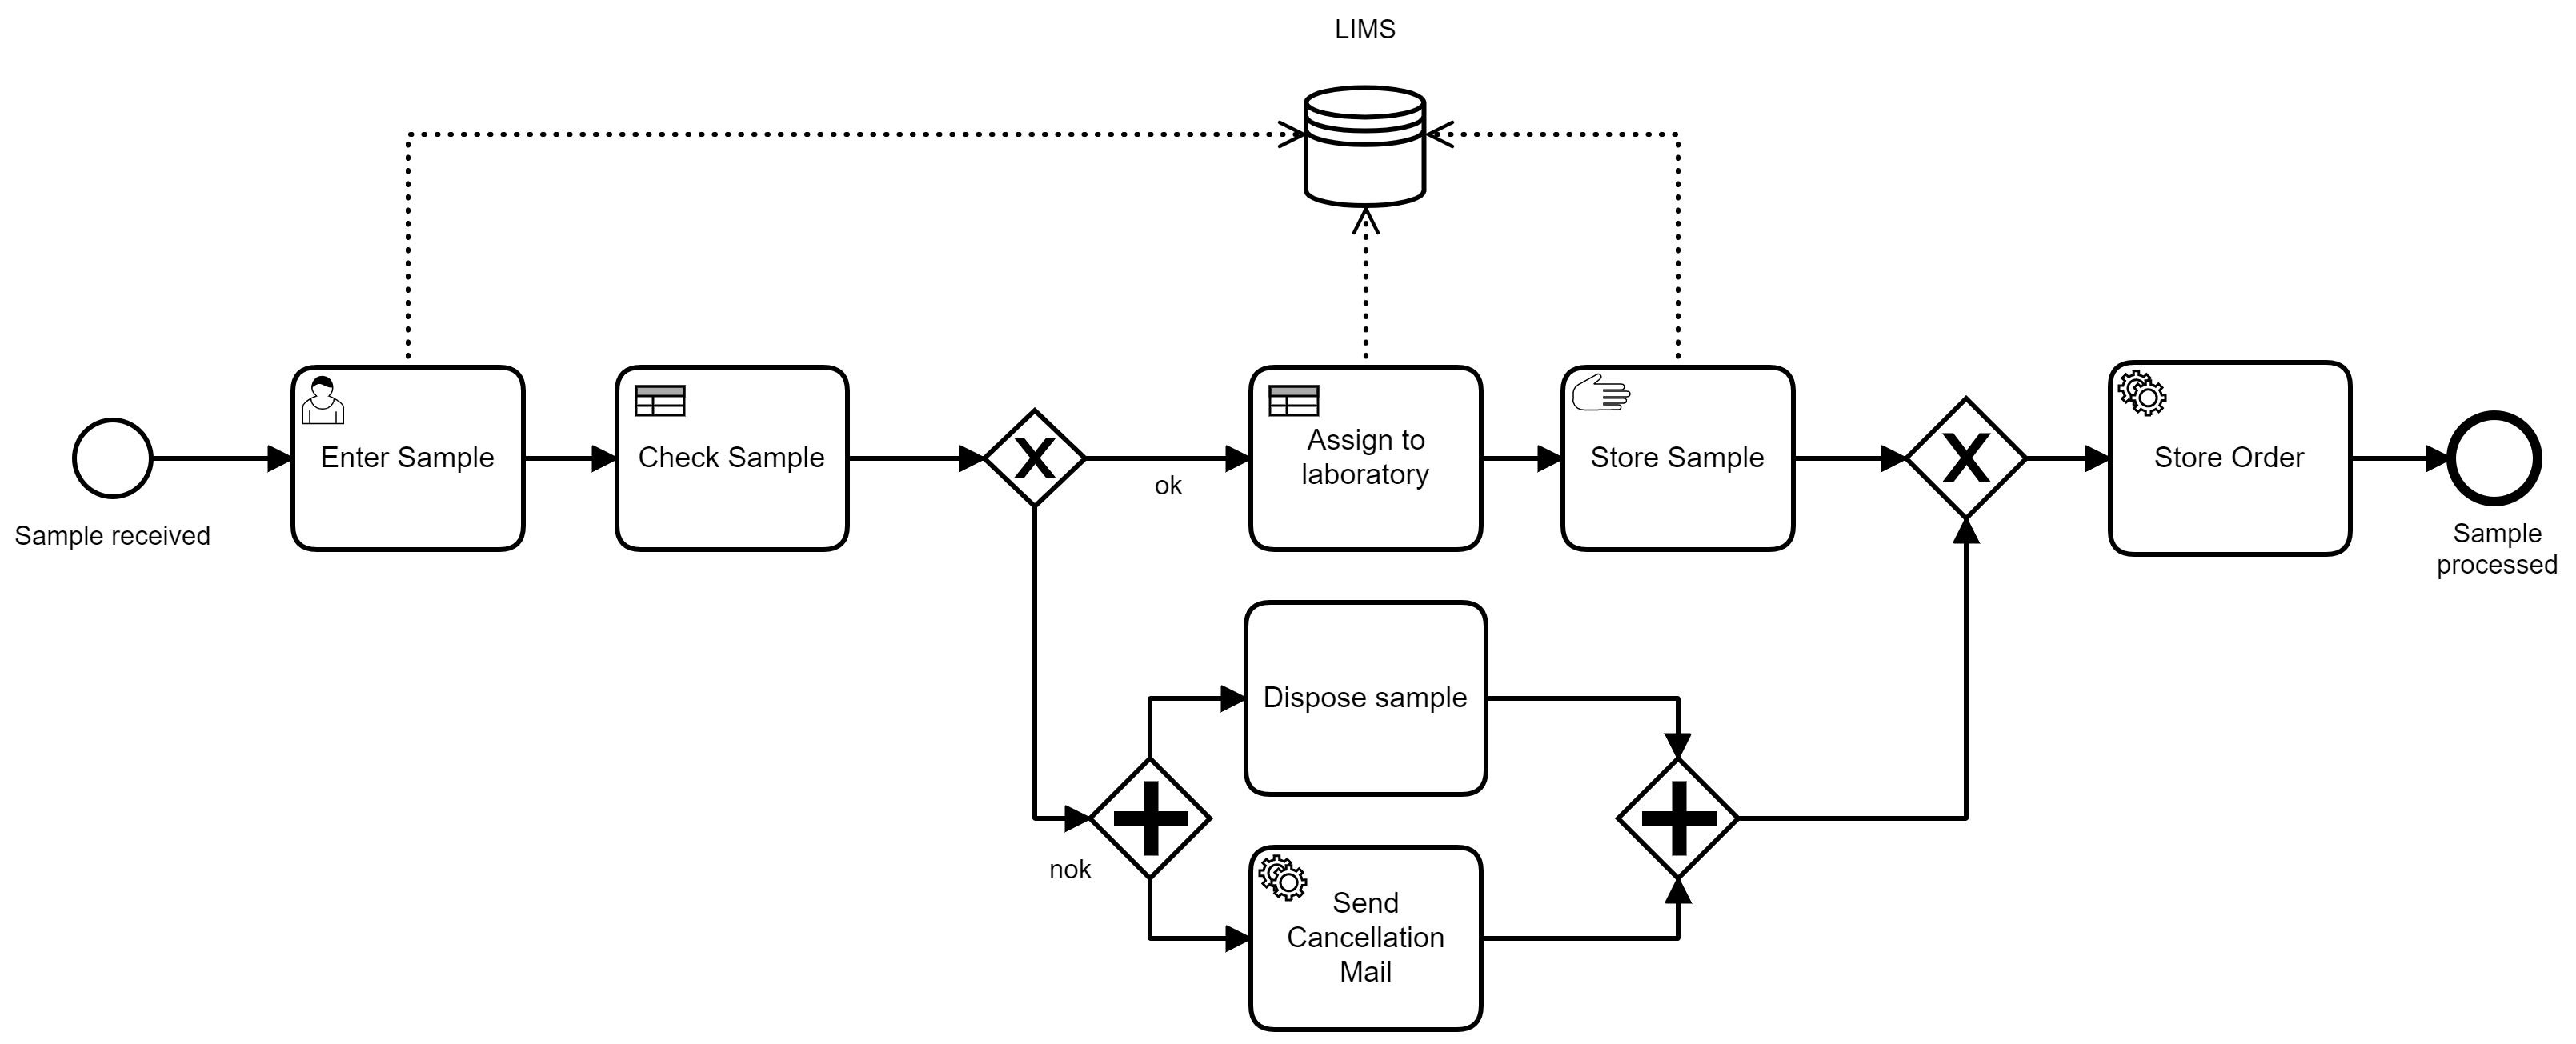 LIMS
Sample received
Enter Sample
Check Sample
ok
Assign to
laboratory
Store Sample
Store Order
Sample
processed
nok
Dispose sample
Send
Cancellation
Mail